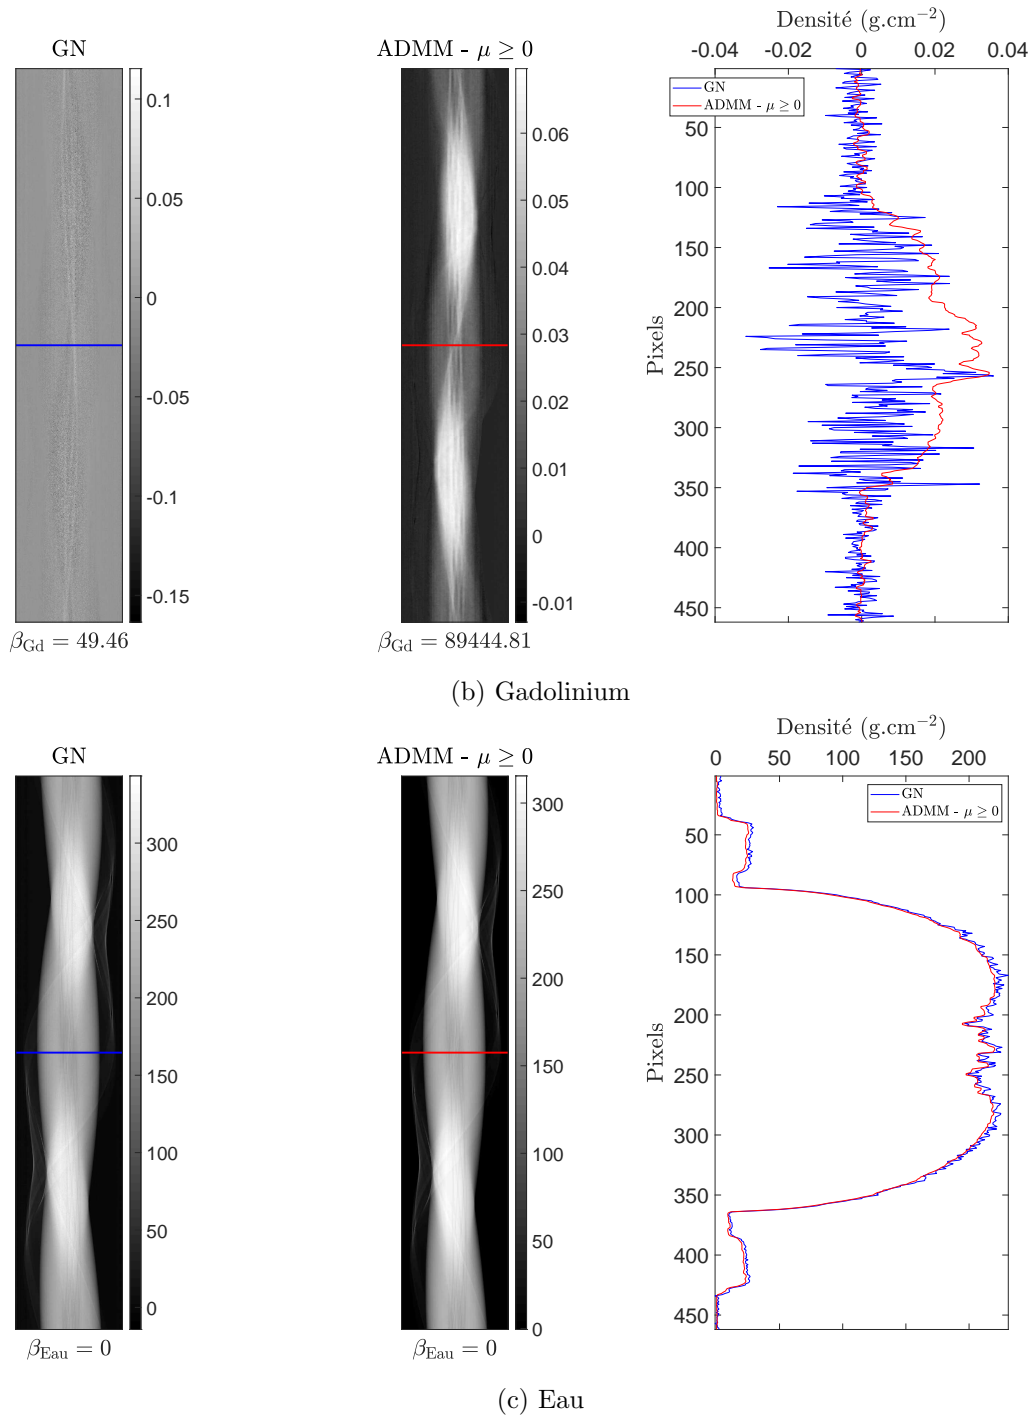 GN
ADMM - μ ≥ 0
Densité (g.cm⁻²)
-0.04 -0.02 0 0.02 0.04
GN
ADMM - μ ≥ 0
0.1
0.05
0
-0.05
-0.1
-0.15
0.06
0.05
0.04
0.03
0.02
0.01
0
-0.01
Pixels
50
100
150
200
250
300
350
400
450
β_Gd = 49.46
β_Gd = 89444.81
(b) Gadolinium
GN
ADMM - μ ≥ 0
Densité (g.cm⁻²)
0 50 100 150 200
GN
ADMM - μ ≥ 0
300
250
200
150
100
50
0
300
250
200
150
100
50
0
Pixels
50
100
150
200
250
300
350
400
450
β_Eau = 0
β_Eau = 0
(c) Eau